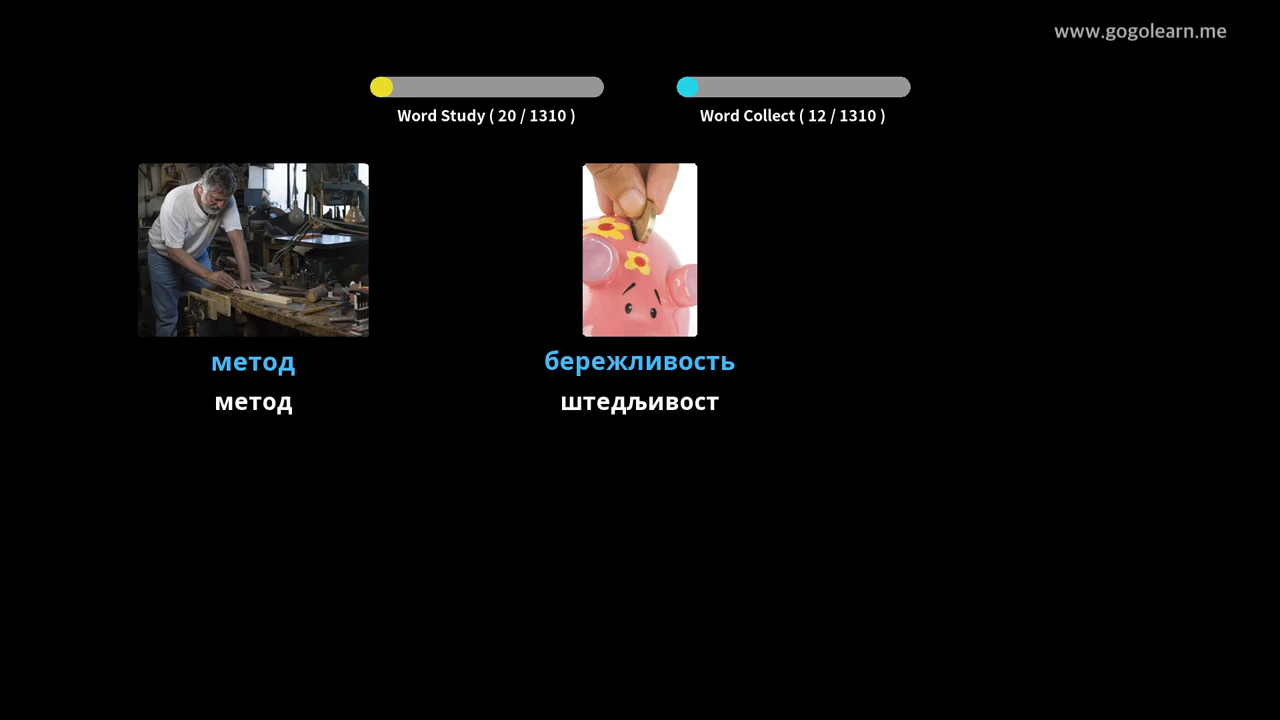 www.gogolearn.me
Word Study ( 20 / 1310 )
Word Collect ( 12 / 1310 )
метод
метод
бережливость
штедљивост